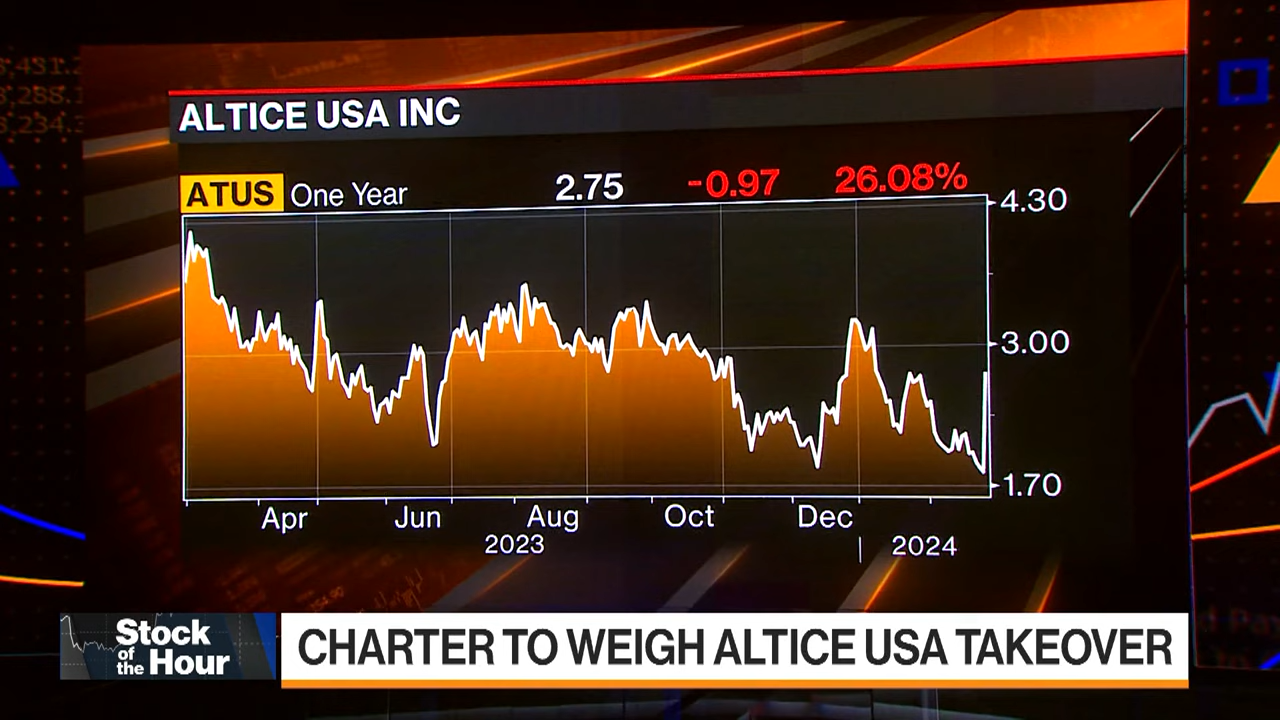 ALTICE USA INC
ATUS One Year 2.75 -0.97 26.08%
4.30
3.00
1.70
Apr Jun Aug Oct Dec
2023 2024
Stock
of
the Hour
CHARTER TO WEIGH ALTICE USA TAKEOVER